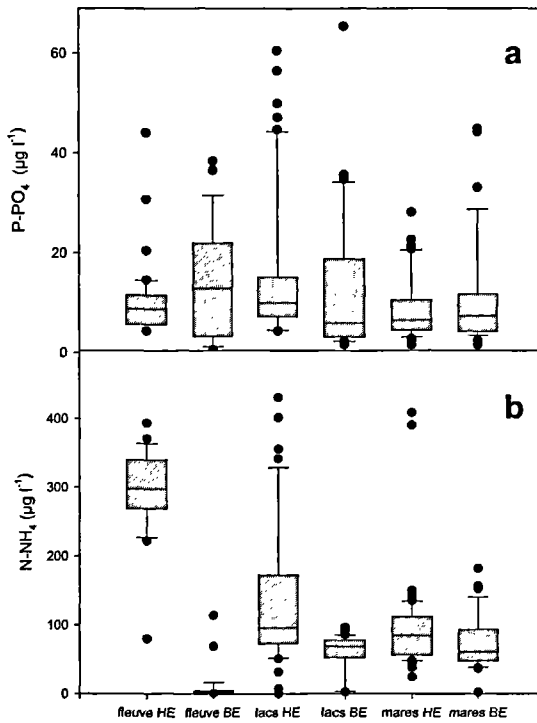 a
60
40
20
0
P-PO4 (µg l-1)
b
400
300
200
100
0
N-NH4 (µg l-1)
fleuve HE fleuve BE lacs HE lacs BE mares HE mares BE